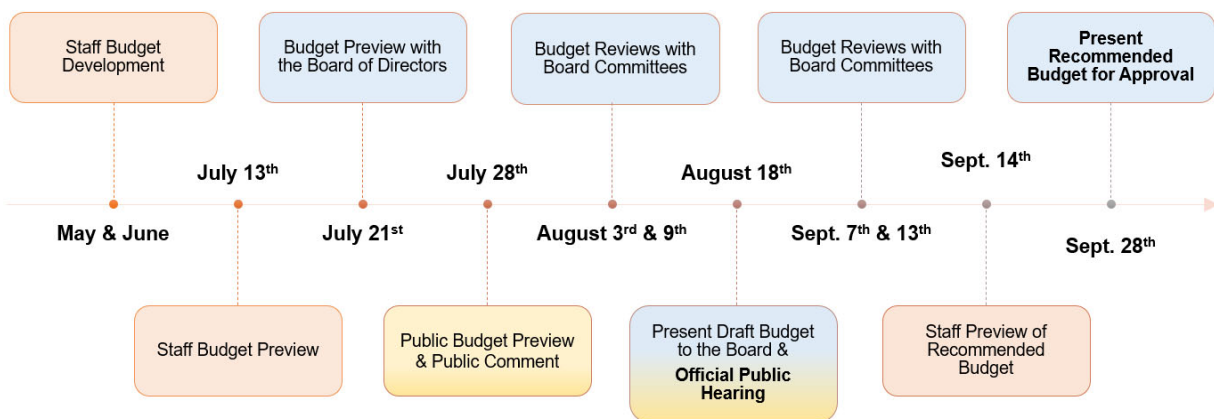 Staff Budget
Development
Budget Preview with
the Board of Directors
Budget Reviews with
Board Committees
Budget Reviews with
Board Committees
Present
Recommended
Budget for Approval
July 13th
July 28th
August 18th
Sept. 14th
May & June
July 21st
August 3rd & 9th
Sept. 7th & 13th
Sept. 28th
Staff Budget Preview
Public Budget Preview
& Public Comment
Present Draft Budget
to the Board &
Official Public
Hearing
Staff Preview of
Recommended
Budget